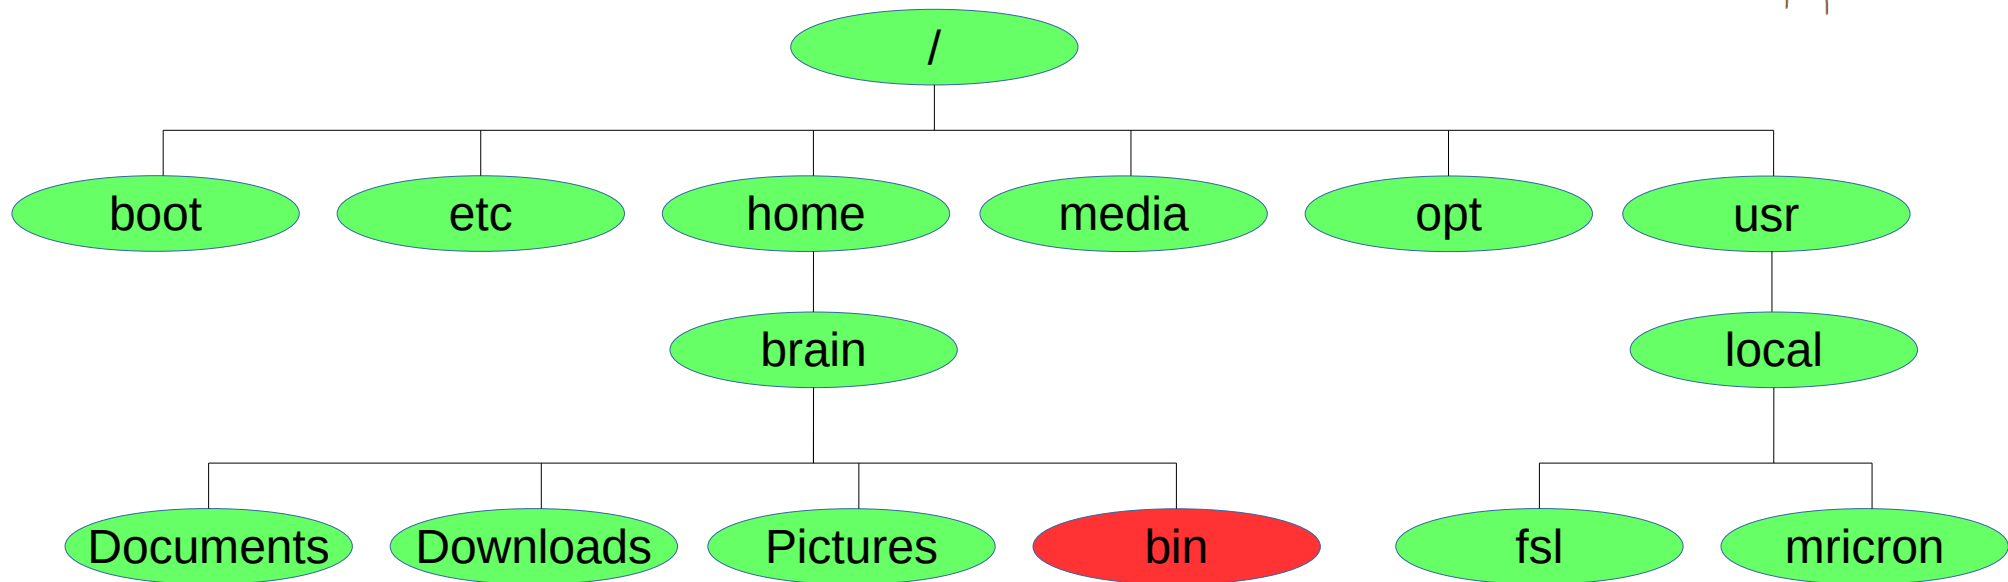 /
boot etc home media opt usr
brain local
Documents Downloads Pictures bin fsl mricron